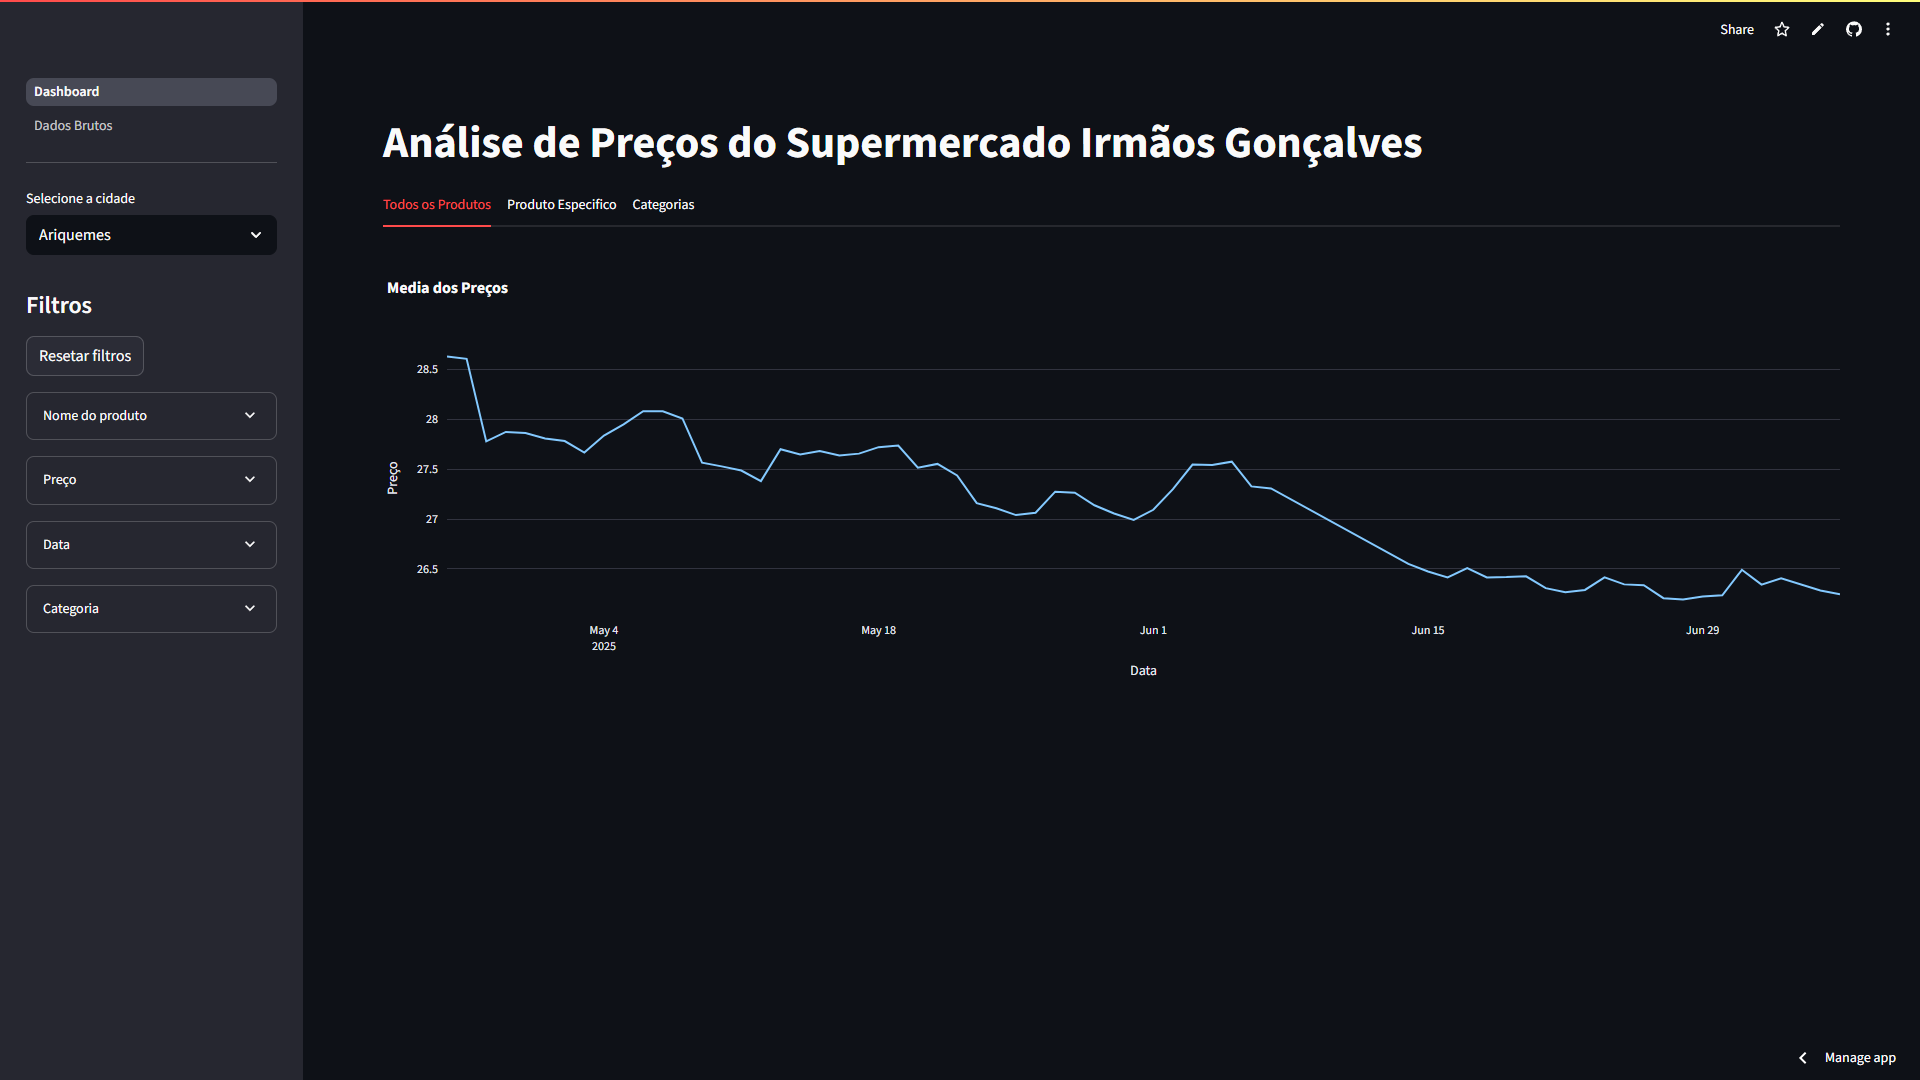 Share
Dashboard
Dados Brutos
Selecione a cidade
Ariquemes
Filtros
Resetar filtros
Nome do produto
Preço
Data
Categoria
Análise de Preços do Supermercado Irmãos Gonçalves
Todos os Produtos Produto Especifico Categorias
Media dos Preços
28.5
28
27.5
27
26.5
Preço
May 4 May 18 Jun 1 Jun 15 Jun 29
2025
Data
Manage app